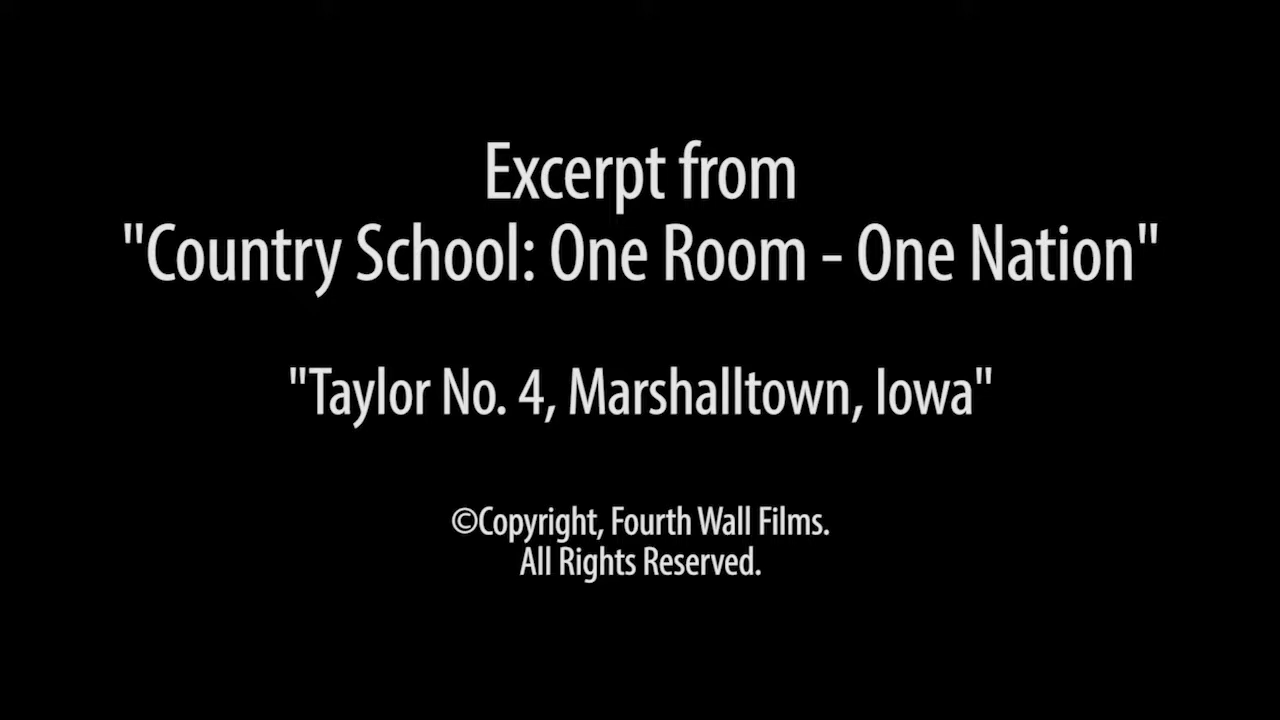 Excerpt from
"Country School: One Room - One Nation"
"Taylor No. 4, Marshalltown, Iowa"
©Copyright, Fourth Wall Films.
All Rights Reserved.